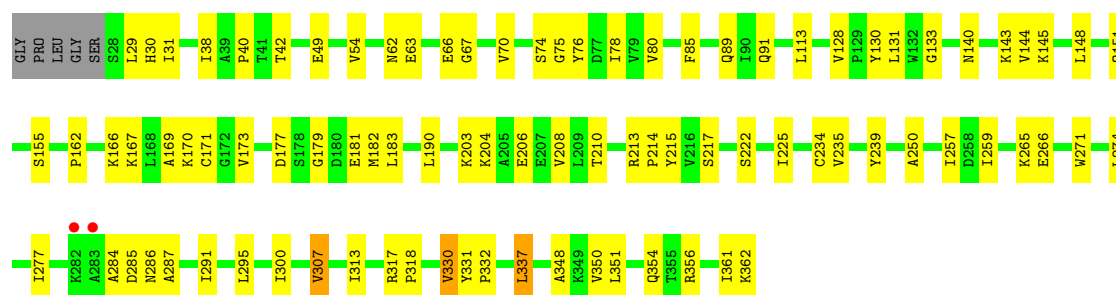 GLY PRO LEU GLY SER S28 L29 H30 I31 I38 A39 P40 T41 T42 E49 V54 N62 E63 E66 G67 V70 S74 G75 Y76 D77 I78 V79 V80 F85 Q89 I90 Q91 L113 V128 P129 Y130 L131 W132 G133 N140 K143 V144 K145 L148
S155 P162 K166 K167 L168 A169 K170 C171 G172 V173 D177 S178 G179 D180 E181 M182 L183 L190 K203 K204 A205 E206 E207 V208 L209 T210 R213 P214 Y215 V216 S217 S222 I225 C234 V235 Y239 A250 I257 D258 I259 K265 E266 W271
I277 K282 A283 A284 D285 N286 A287 I291 L295 I300 V307 I313 R317 P318 V330 Y331 P332 L337 A348 K349 V350 L351 Q354 T355 R356 I361 K362